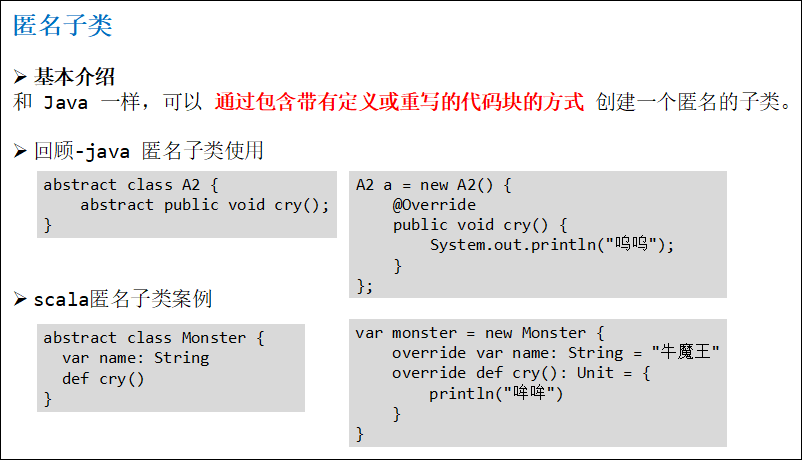 匿名子类
➢ 基本介绍
和 Java 一样，可以 通过包含带有定义或重写的代码块的方式 创建一个匿名的子类。
➢ 回顾-java 匿名子类使用
abstract class A2 {
    abstract public void cry();
}
A2 a = new A2() {
    @Override
    public void cry() {
        System.out.println("呜呜");
    }
};
➢ scala匿名子类案例
abstract class Monster {
  var name: String
  def cry()
}
var monster = new Monster {
    override var name: String = "牛魔王"
    override def cry(): Unit = {
        println("哞哞")
    }
}